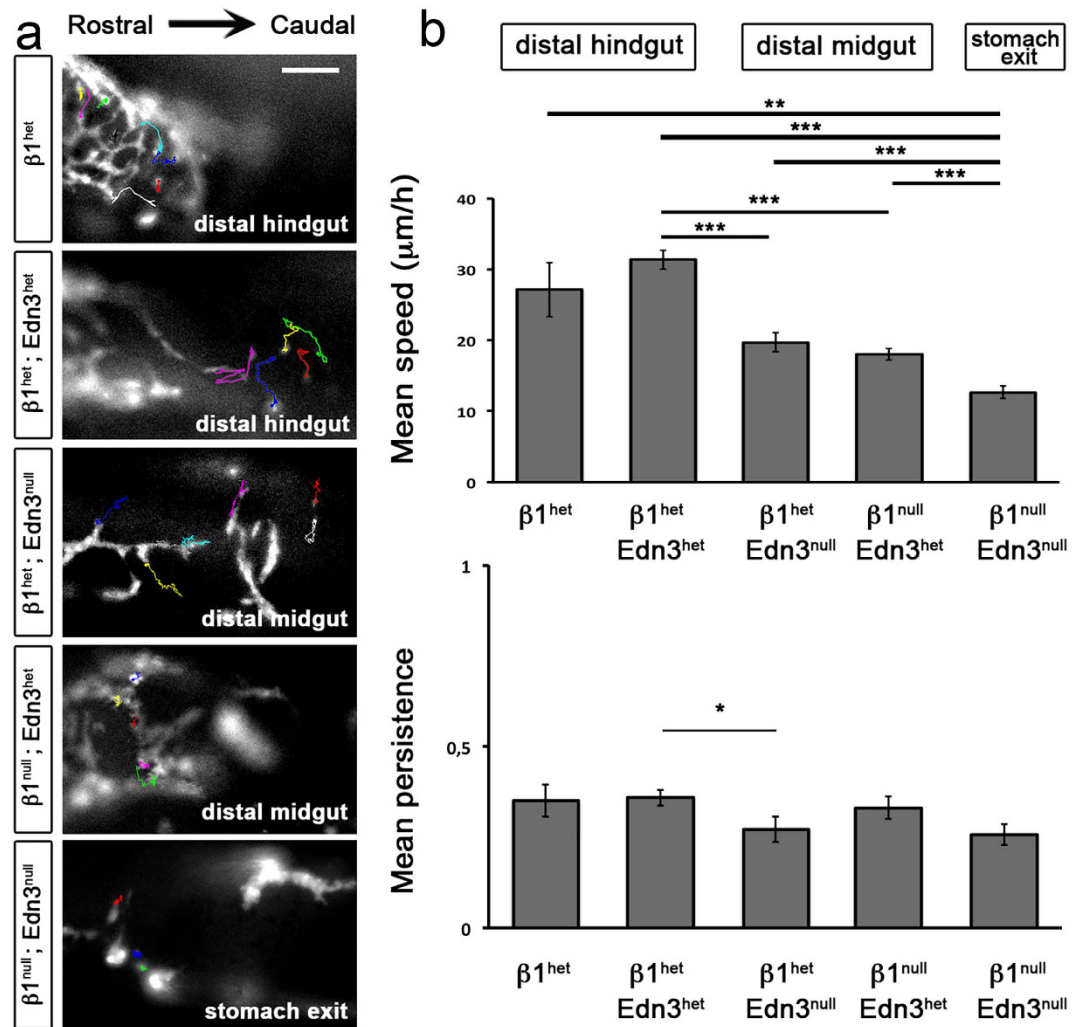 a
Rostral Caudal
β1het
distal hindgut
β1het ; Edn3het
distal hindgut
β1het ; Edn3null
distal midgut
β1null ; Edn3het
distal midgut
β1null ; Edn3null
stomach exit
b
distal hindgut
distal midgut
stomach
exit
**
***
***
***
***
***
Mean speed (μm/h)
40
30
20
10
0
β1het β1het β1het β1null β1null
Edn3het Edn3null Edn3het Edn3null
Mean persistence
1
0,5
0
*
β1het β1het β1het β1null β1null
Edn3het Edn3null Edn3het Edn3null